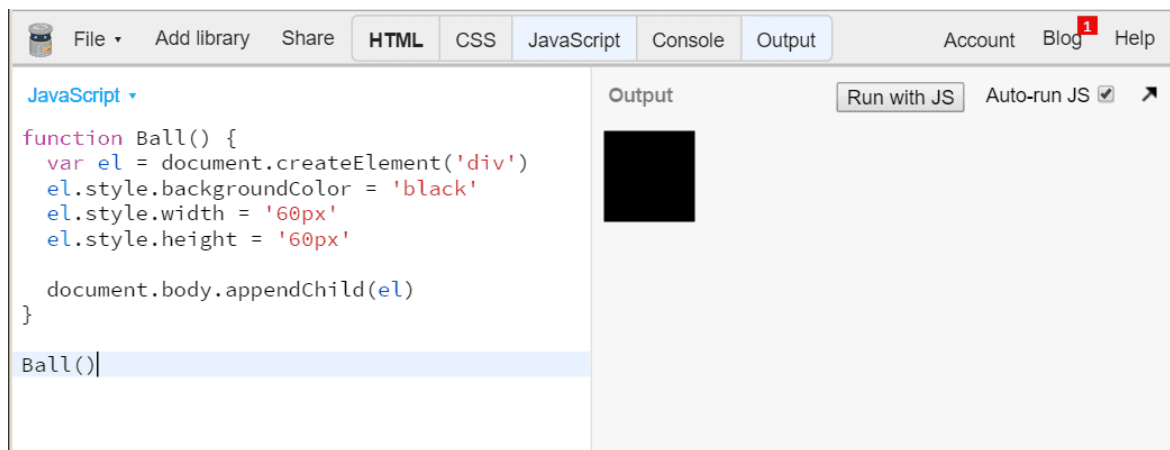 File ▾ Add library Share HTML CSS JavaScript Console Output Account Blog 1 Help
JavaScript ▾
function Ball() {
  var el = document.createElement('div')
  el.style.backgroundColor = 'black'
  el.style.width = '60px'
  el.style.height = '60px'

  document.body.appendChild(el)
}

Ball()
Output Run with JS Auto-run JS